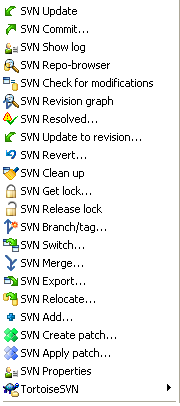 SVN Update
SVN Commit...
SVN Show log
SVN Repo-browser
SVN Check for modifications
SVN Revision graph
SVN Resolved...
SVN Update to revision...
SVN Revert...
SVN Clean up
SVN Get lock...
SVN Release lock
SVN Branch/tag...
SVN Switch...
SVN Merge...
SVN Export...
SVN Relocate...
SVN Add...
SVN Create patch...
SVN Apply patch...
SVN Properties
TortoiseSVN